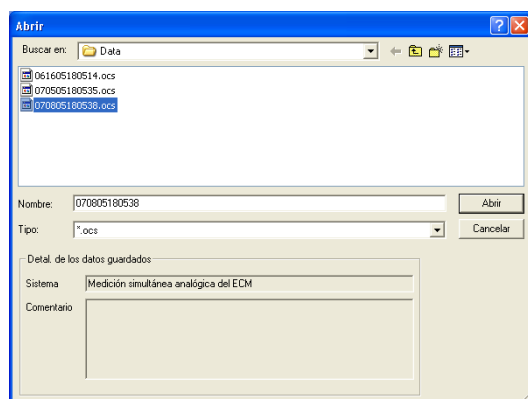 Abrir
Buscar en: Data
061605180514.ocs
070505180535.ocs
070805180538.ocs
Nombre: 070805180538 Abrir
Tipo: *.ocs Cancelar
Detal. de los datos guardados
Sistema Medición simultánea analógica del ECM
Comentario